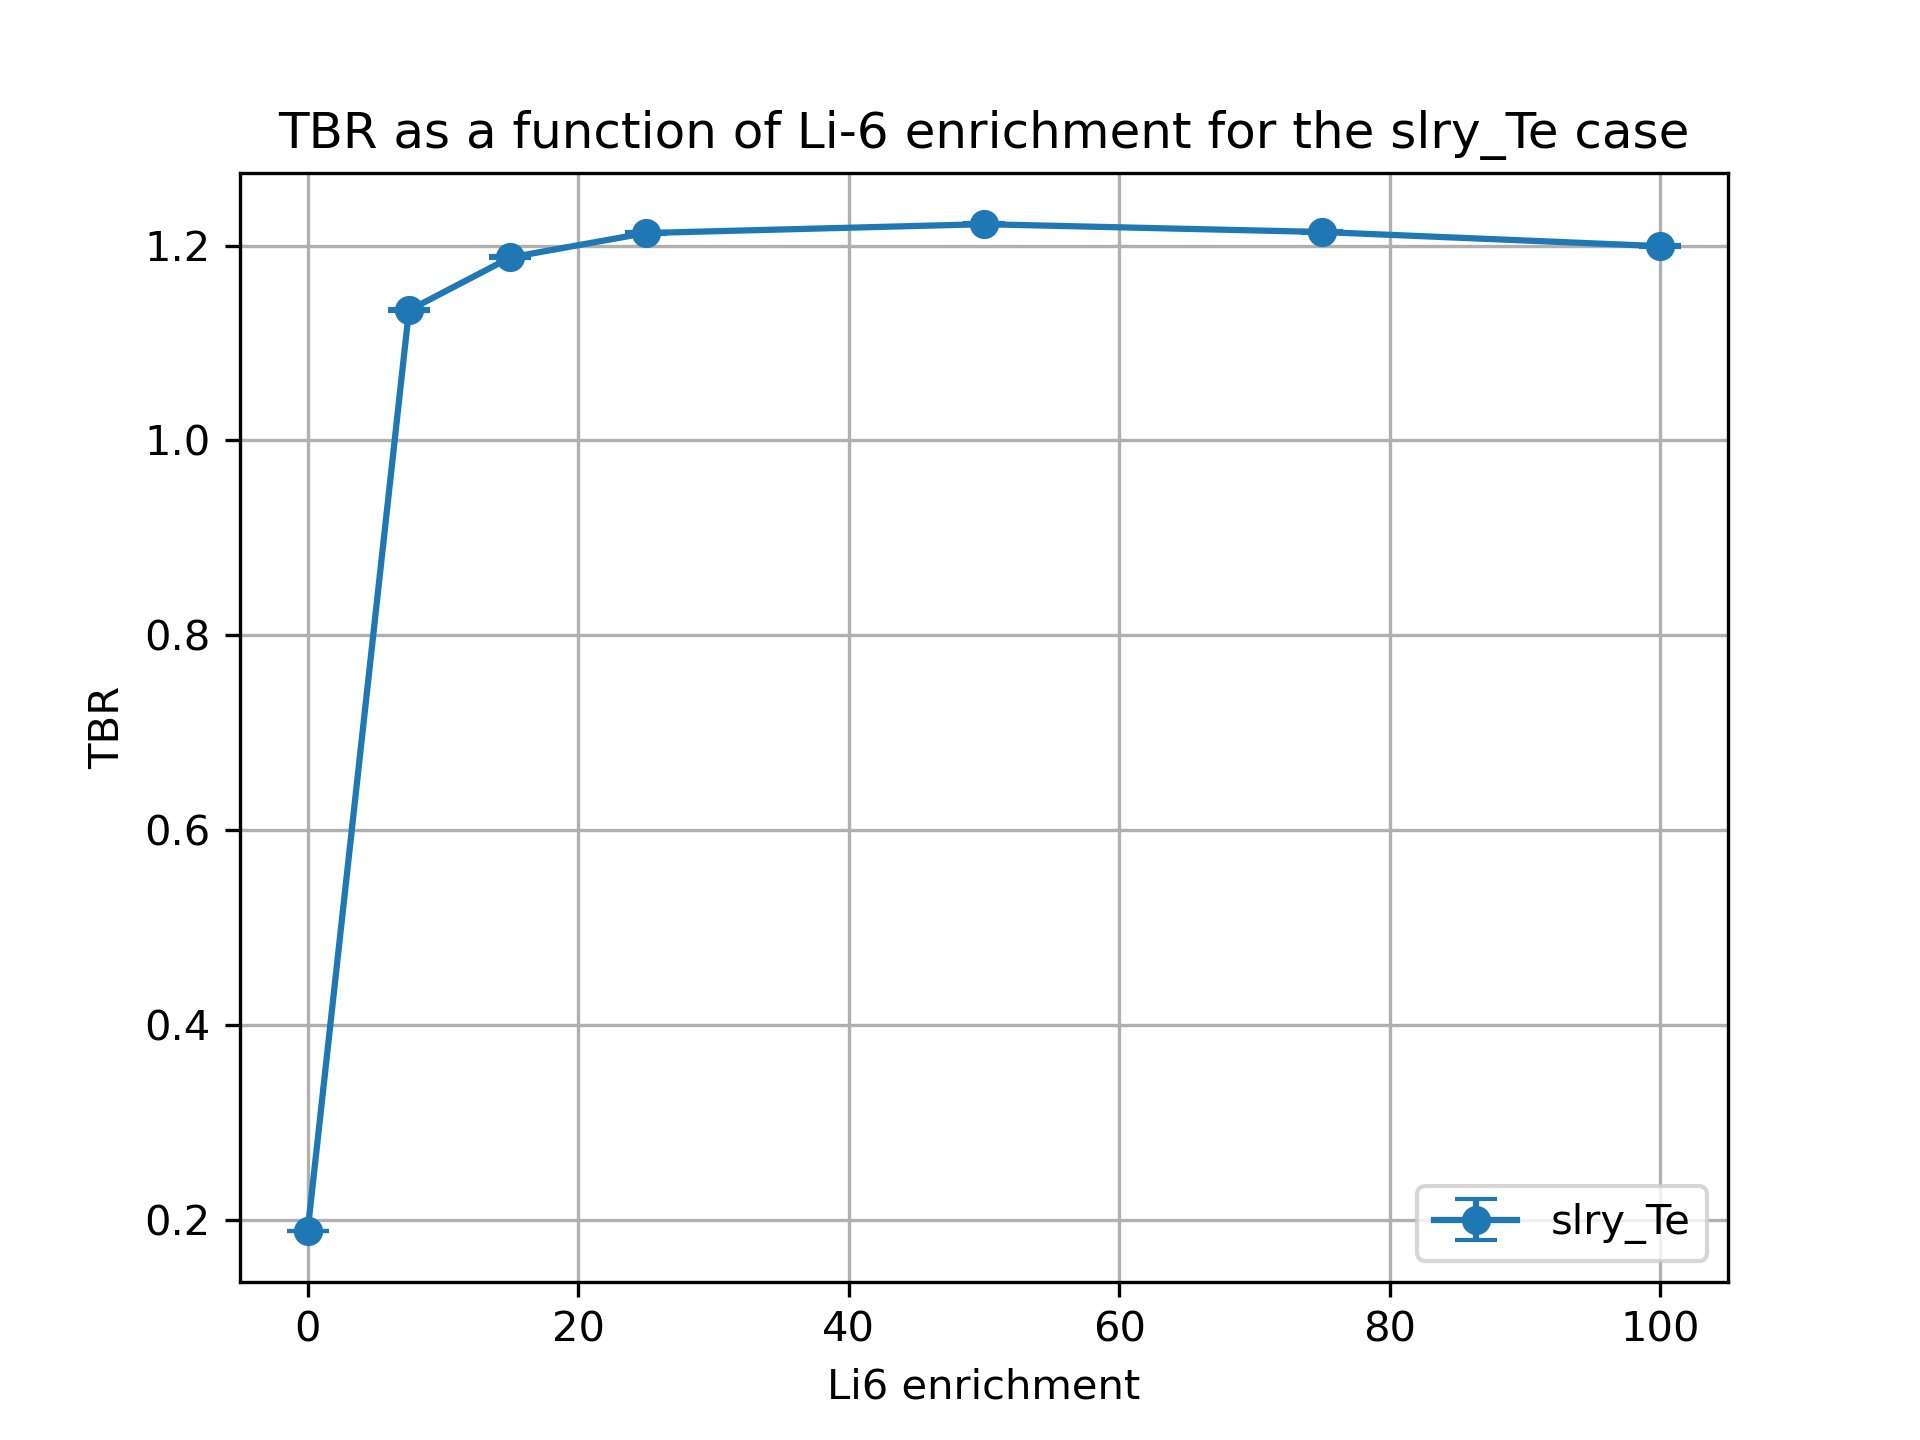 TBR as a function of Li-6 enrichment for the slry_Te case
1.2
1.0
0.8
0.6
0.4
0.2
TBR
slry_Te
0 20 40 60 80 100
Li6 enrichment